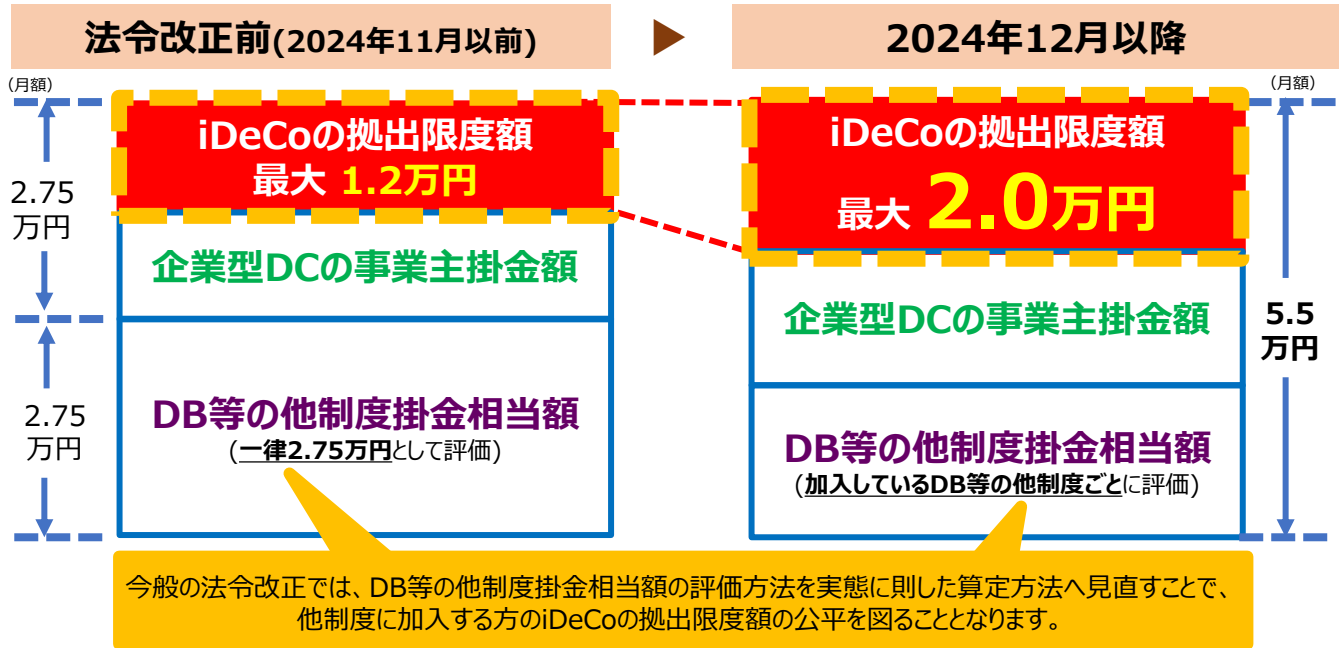 法令改正前(2024年11月以前)
2024年12月以降
(月額)
(月額)
iDeCoの拠出限度額
最大 1.2万円
2.75
万円
企業型DCの事業主掛金額
2.75
万円
DB等の他制度掛金相当額
(一律2.75万円として評価)
iDeCoの拠出限度額
最大 2.0万円
企業型DCの事業主掛金額
5.5
万円
DB等の他制度掛金相当額
(加入しているDB等の他制度ごとに評価)
今般の法令改正では、DB等の他制度掛金相当額の評価方法を実態に則した算定方法へ見直すことで、
他制度に加入する方のiDeCoの拠出限度額の公平を図ることとなります。